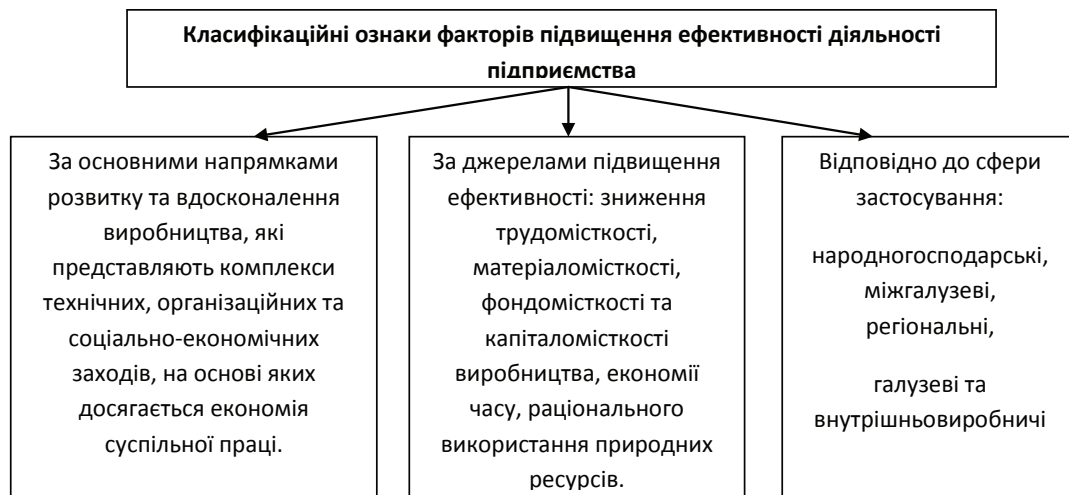 Класифікаційні ознаки факторів підвищення ефективності діяльності
підприємства
За основними напрямками
розвитку та вдосконалення
виробництва, які
представляють комплекси
технічних, організаційних та
соціально-економічних
заходів, на основі яких
досягається економія
суспільної праці.
За джерелами підвищення
ефективності: зниження
трудомісткості,
матеріаломісткості,
фондомісткості та
капіталомісткості
виробництва, економії
часу, раціонального
використання природних
ресурсів.
Відповідно до сфери
застосування:
народногосподарські,
міжгалузеві,
регіональні,
галузеві та
внутрішньовиробничі